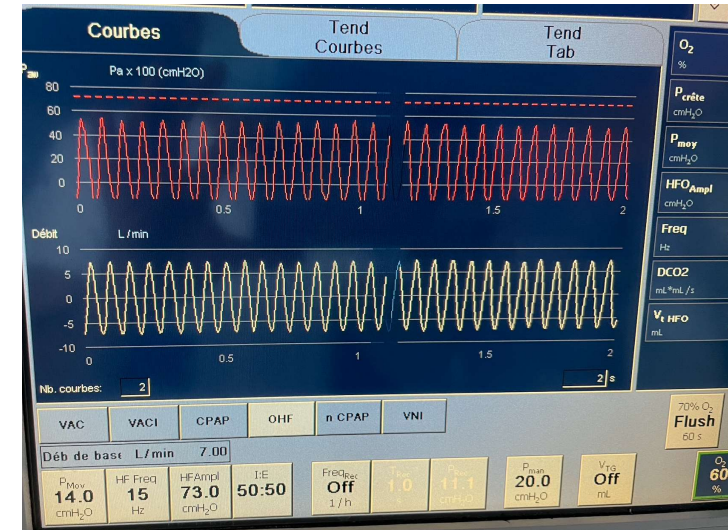 Courbes
Tend
Courbes
Tend
Tab
Pa x 100 (cmH2O)
80
60
40
20
0
0
0.5
1
1.5
2
Débit
L/min
10
5
0
-5
-10
0
0.5
1
1.5
2
Nb. courbes:
2
2 s
O2
%
Pcrête
cmH2O
Pmoy
cmH2O
HFOAmpl
cmH2O
Freq
Hz
DCO2
mL*mL/s
Vt HFO
mL
VAC
VACI
CPAP
OHF
n CPAP
VNI
Déb de base L/min 7.00
PMoy
14.0
cmH2O
HF Freq
15
Hz
HFAmpl
73.0
cmH2O
I:E
50:50
FreqRec
Off
1/h
1.0
11.1
cmH2O
Pman
20.0
cmH2O
VTG
Off
mL
70% O2
Flush
60 s
O2
60
%